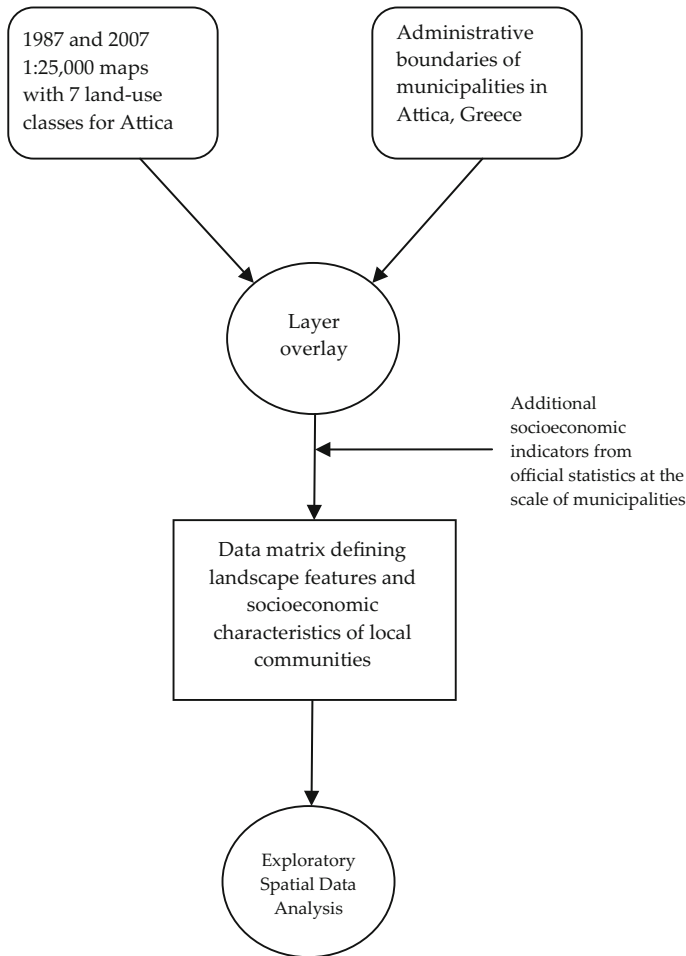 1987 and 2007
1:25,000 maps
with 7 land-use
classes for Attica
Administrative
boundaries of
municipalities in
Attica, Greece
Layer
overlay
Additional
socioeconomic
indicators from
official statistics at the
scale of municipalities
Data matrix defining
landscape features and
socioeconomic
characteristics of local
communities
Exploratory
Spatial Data
Analysis